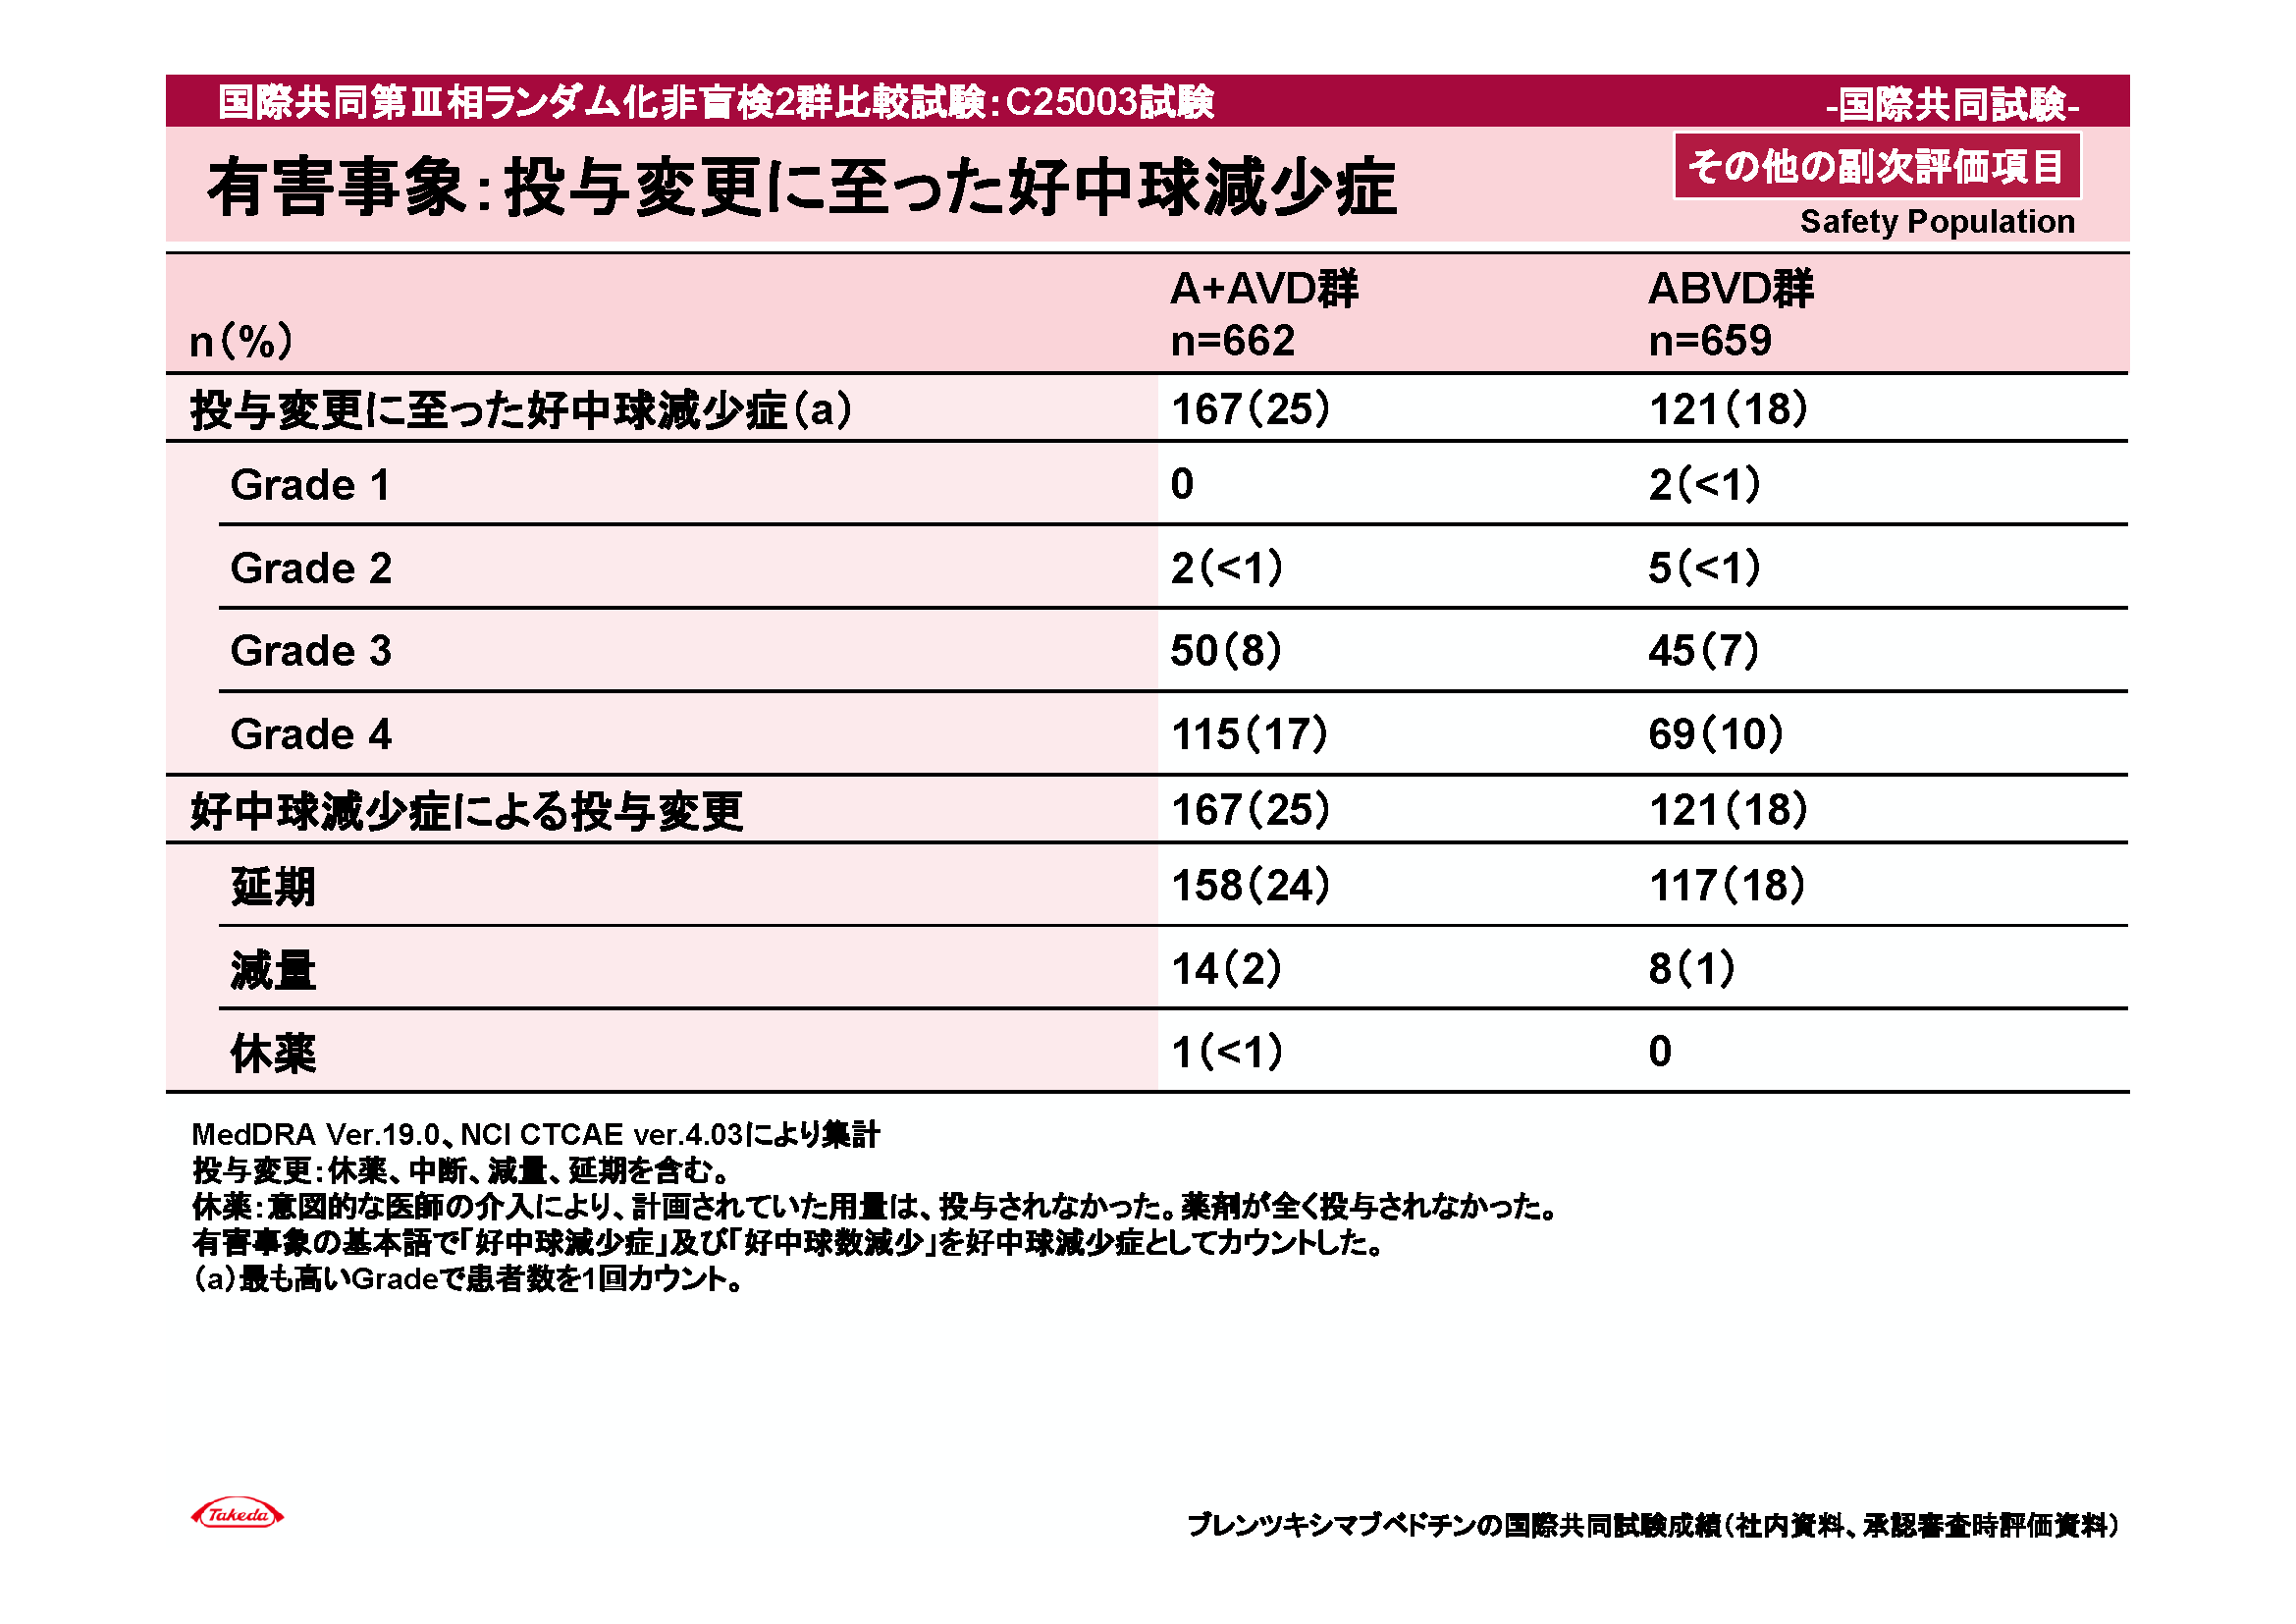 国際共同第Ⅲ相ランダム化非盲検2群比較試験：C25003試験 -国際共同試験-
有害事象：投与変更に至った好中球減少症 その他の副次評価項目
Safety Population
A+AVD群 ABVD群
n（%） n=662 n=659
投与変更に至った好中球減少症（a） 167（25） 121（18）
Grade 1 0 2（<1）
Grade 2 2（<1） 5（<1）
Grade 3 50（8） 45（7）
Grade 4 115（17） 69（10）
好中球減少症による投与変更 167（25） 121（18）
延期 158（24） 117（18）
減量 14（2） 8（1）
休薬 1（<1） 0
MedDRA Ver.19.0、NCI CTCAE ver.4.03により集計
投与変更：休薬、中断、減量、延期を含む。
休薬：意図的な医師の介入により、計画されていた用量は、投与されなかった。薬剤が全く投与されなかった。
有害事象の基本語で「好中球減少症」及び「好中球数減少」を好中球減少症としてカウントした。
（a）最も高いGradeで患者数を1回カウント。
Takeda
ブレンツキシマブベドチンの国際共同試験成績（社内資料、承認審査時評価資料）